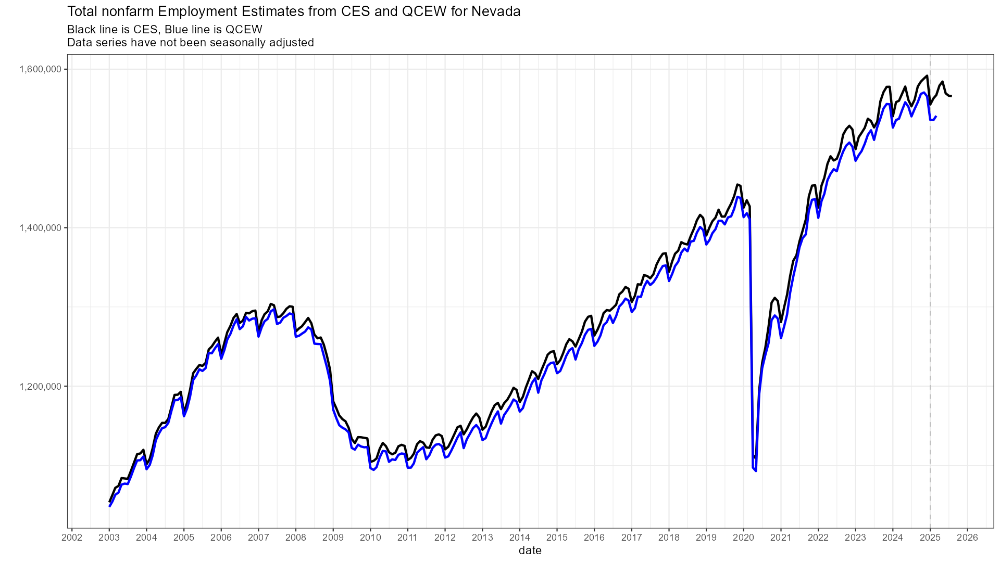 Total nonfarm Employment Estimates from CES and QCEW for Nevada
Black line is CES, Blue line is QCEW
Data series have not been seasonally adjusted
1,600,000
1,400,000
1,200,000
2002 2003 2004 2005 2006 2007 2008 2009 2010 2011 2012 2013 2014 2015 2016 2017 2018 2019 2020 2021 2022 2023 2024 2025 2026
date